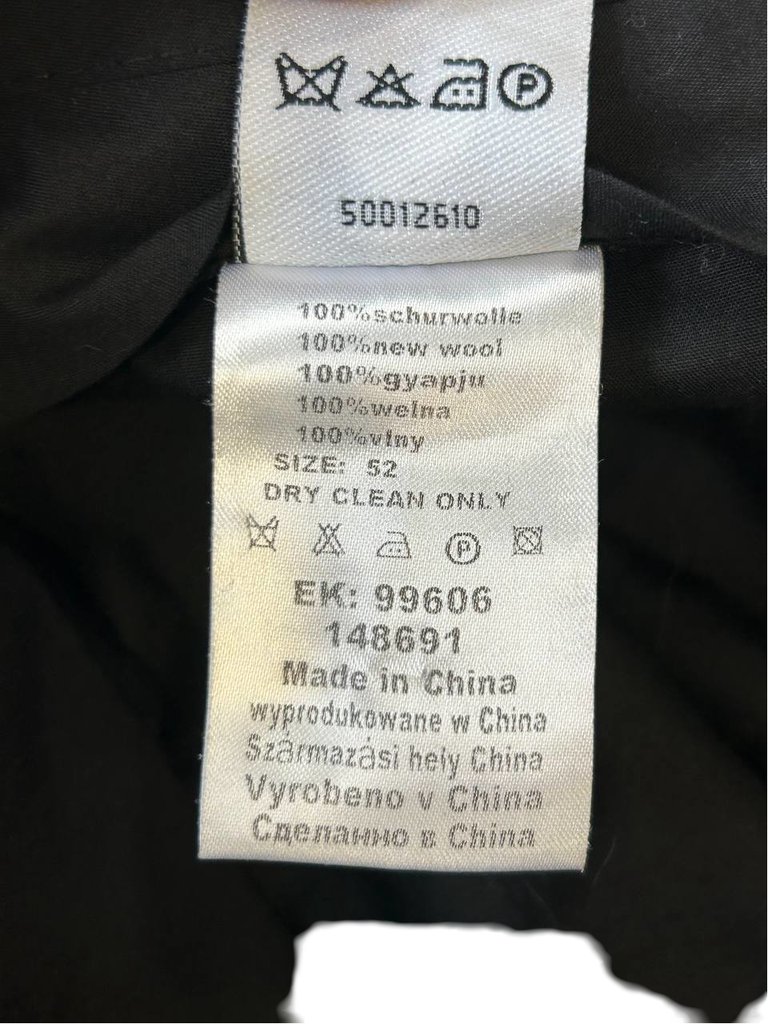 P
50012610
100%schurwolle
100%new wool
100%gyapju
100%welna
100%vlny
SIZE: 52
DRY CLEAN ONLY
P
EK: 99606
148691
Made in China
wyprodukowane w China
Származási hely China
Vyrobeno v China
Сделанно в China